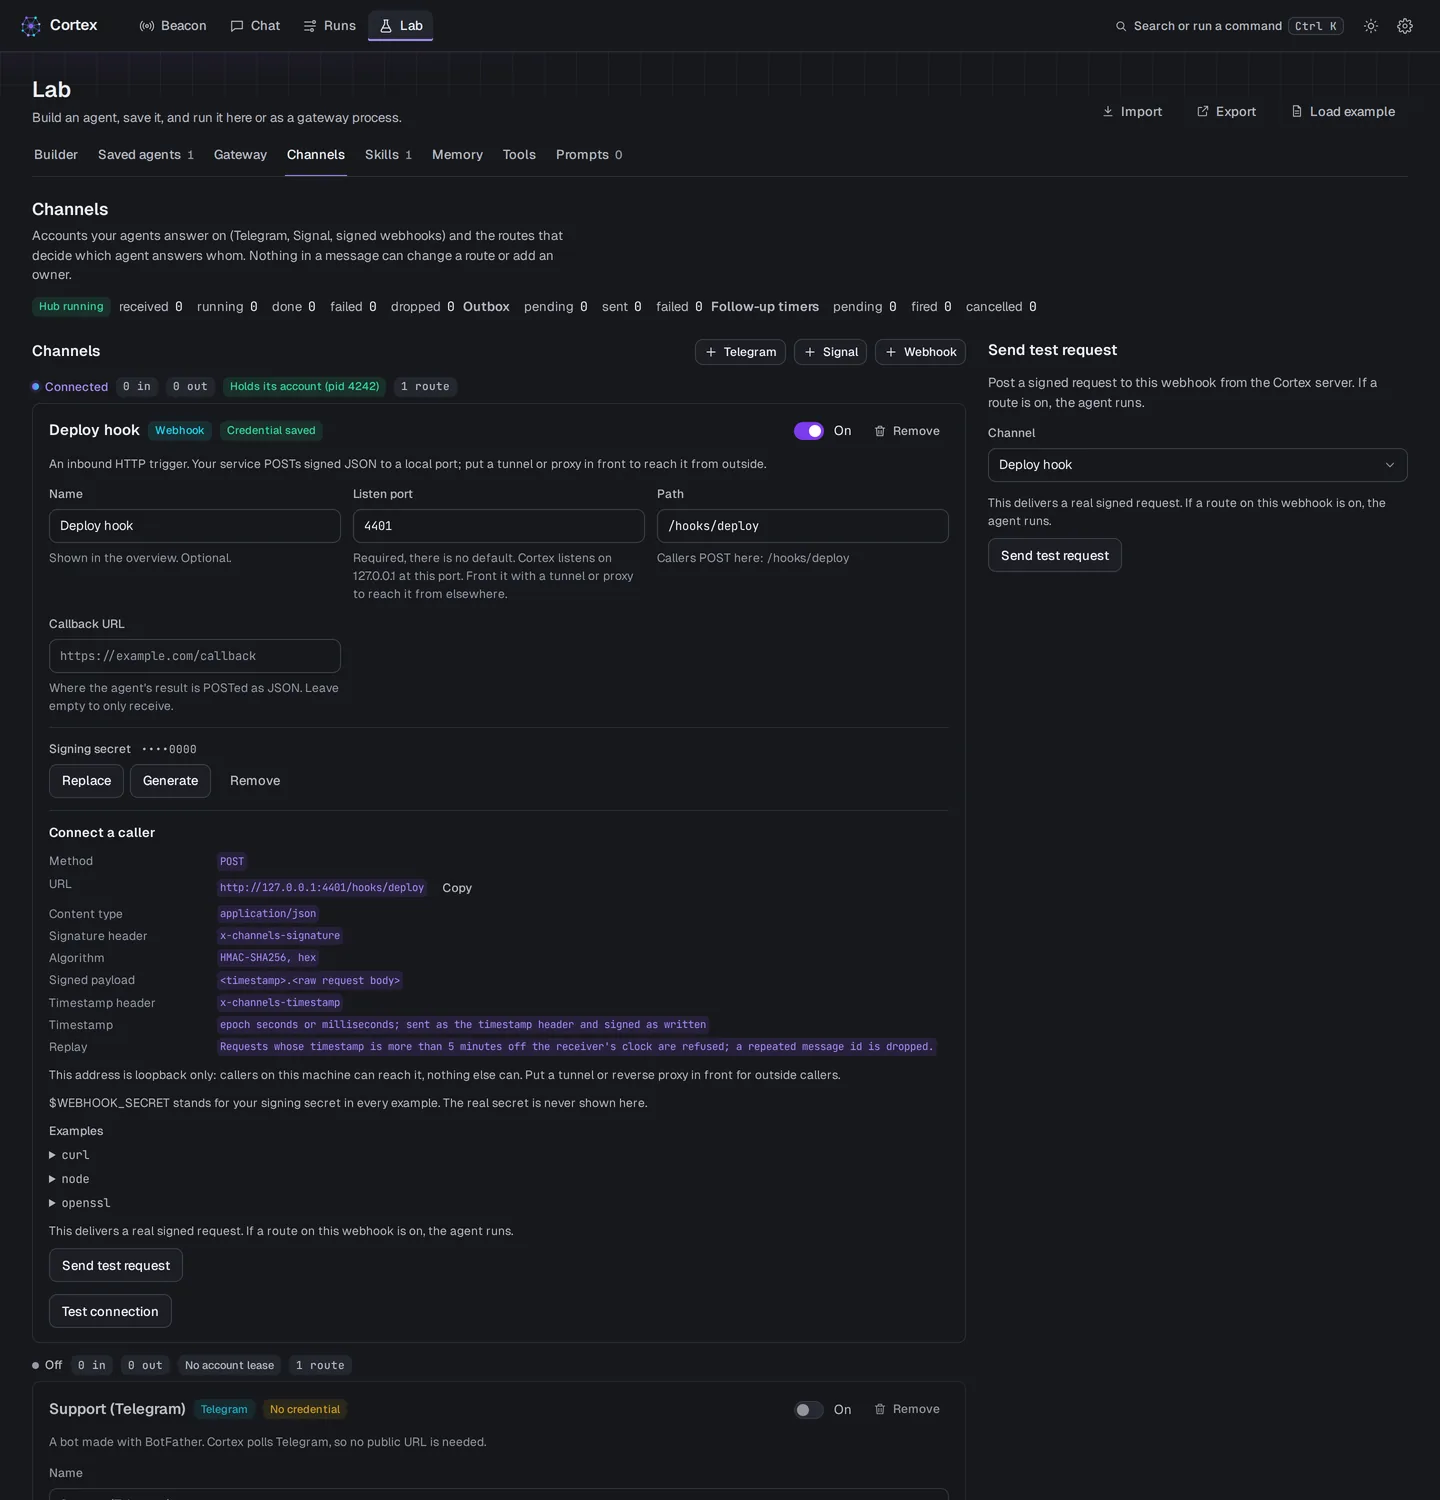 Cortex
Beacon
Chat
Runs
Lab
Search or run a command
Ctrl K
Lab
Build an agent, save it, and run it here or as a gateway process.
Import
Export
Load example
Builder
Saved agents 1
Gateway
Channels
Skills 1
Memory
Tools
Prompts 0
Channels
Accounts your agents answer on (Telegram, Signal, signed webhooks) and the routes that
decide which agent answers whom. Nothing in a message can change a route or add an
owner.
Hub running received 0 running 0 done 0 failed 0 dropped 0 Outbox pending 0 sent 0 failed 0 Follow-up timers pending 0 fired 0 cancelled 0
Channels
+ Telegram
+ Signal
+ Webhook
Connected
0 in
0 out
Holds its account (pid 4242)
1 route
Deploy hook
Webhook
Credential saved
On
Remove
An inbound HTTP trigger. Your service POSTs signed JSON to a local port; put a tunnel or proxy in front to reach it from outside.
Name
Deploy hook
Shown in the overview. Optional.
Listen port
4401
Required, there is no default. Cortex listens on
127.0.0.1 at this port. Front it with a tunnel or proxy
to reach it from elsewhere.
Path
/hooks/deploy
Callers POST here: /hooks/deploy
Callback URL
https://example.com/callback
Where the agent's result is POSTed as JSON. Leave
empty to only receive.
Signing secret ••••0000
Replace
Generate
Remove
Connect a caller
Method POST
URL http://127.0.0.1:4401/hooks/deploy Copy
Content type application/json
Signature header x-channels-signature
Algorithm HMAC-SHA256, hex
Signed payload <timestamp>.<raw request body>
Timestamp header x-channels-timestamp
Timestamp epoch seconds or milliseconds; sent as the timestamp header and signed as written
Replay Requests whose timestamp is more than 5 minutes off the receiver's clock are refused; a repeated message id is dropped.
This address is loopback only: callers on this machine can reach it, nothing else can. Put a tunnel or reverse proxy in front for outside callers.
$WEBHOOK_SECRET stands for your signing secret in every example. The real secret is never shown here.
Examples
curl
node
openssl
This delivers a real signed request. If a route on this webhook is on, the agent runs.
Send test request
Test connection
Off
0 in
0 out
No account lease
1 route
Support (Telegram)
Telegram
No credential
On
Remove
A bot made with BotFather. Cortex polls Telegram, so no public URL is needed.
Name
Send test request
Post a signed request to this webhook from the Cortex server. If a
route is on, the agent runs.
Channel
Deploy hook
This delivers a real signed request. If a route on this webhook is on, the
agent runs.
Send test request